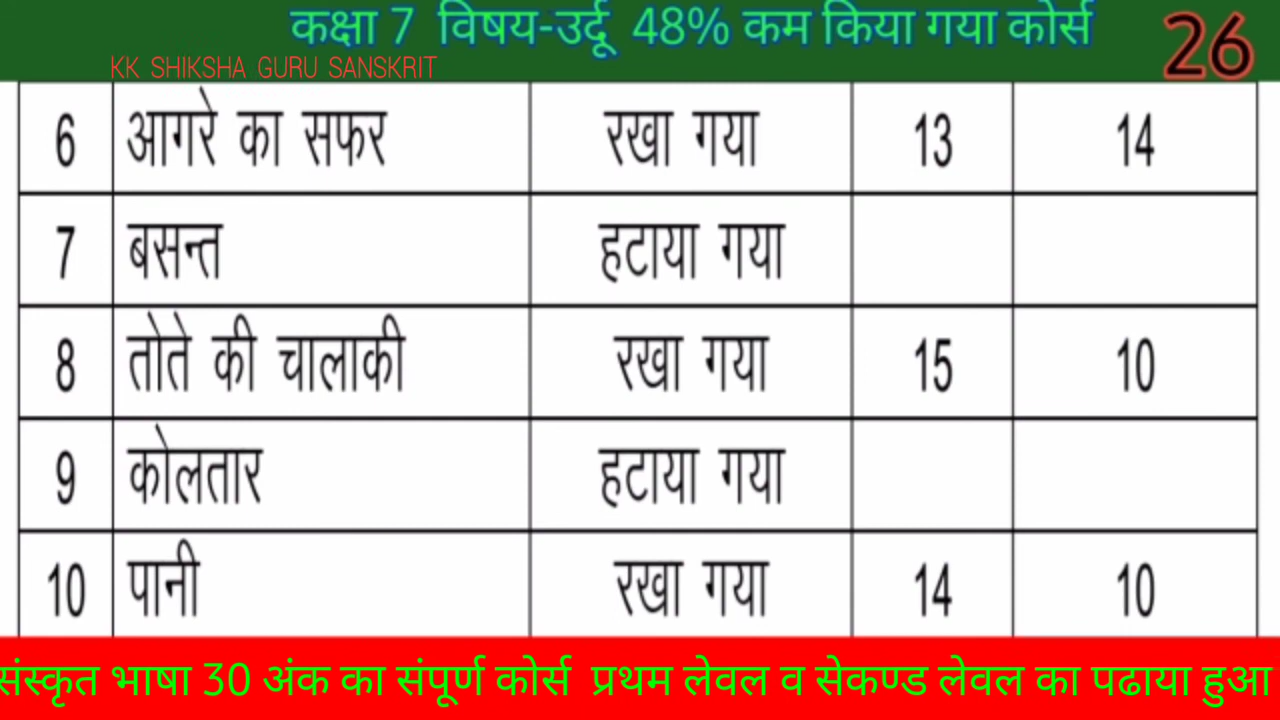 कक्षा 7 विषय-उर्दू 48% कम किया गया कोर्स
26
KK SHIKSHA GURU SANSKRIT
6 आगरे का सफर रखा गया 13 14
7 बसन्त हटाया गया
8 तोते की चालाकी रखा गया 15 10
9 कोलतार हटाया गया
10 पानी रखा गया 14 10
संस्कृत भाषा 30 अंक का संपूर्ण कोर्स प्रथम लेवल व सेकण्ड लेवल का पढाया हुआ